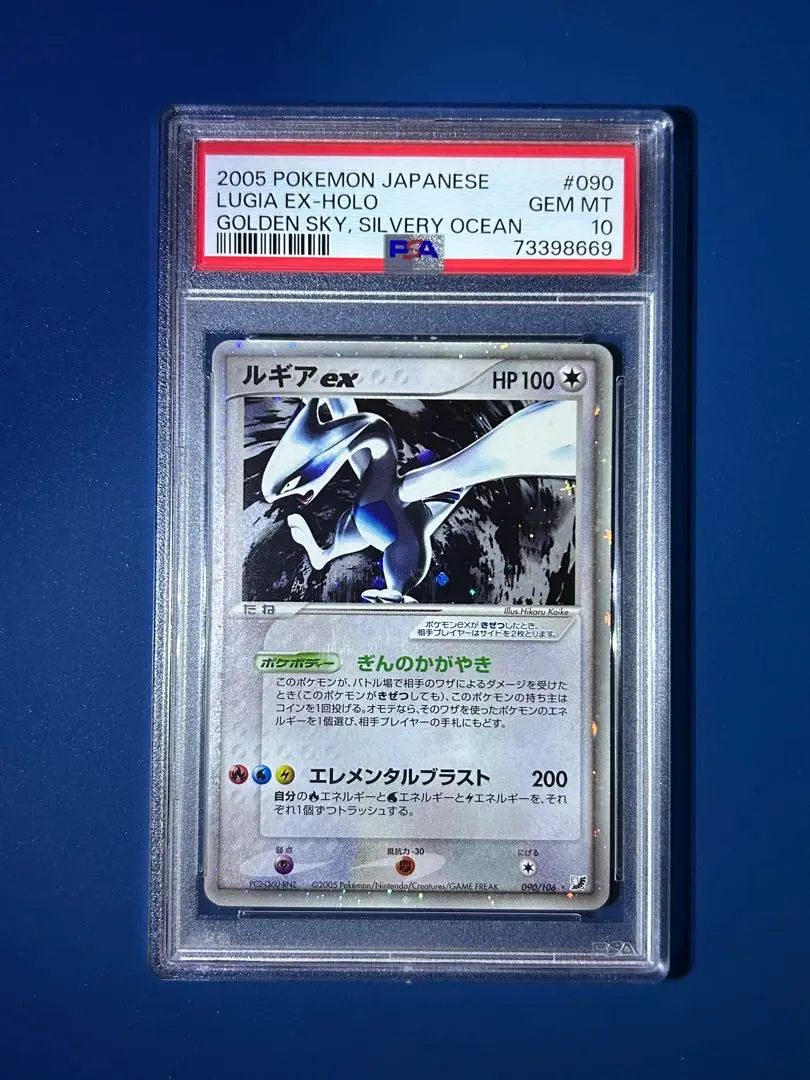 2005 POKEMON JAPANESE #090
LUGIA EX-HOLO GEM MT
GOLDEN SKY, SILVERY OCEAN 10
PSA 73398669
ルギアex HP100
たね Illus. Hikaru Koike
ポケモンexが きぜつしたとき、
相手プレイヤーはサイドを2枚とります。
ポケボディー ぎんのかがやき
このポケモンが、バトル場で相手のワザによるダメージを受けた
とき(このポケモンがきぜつしても)、このポケモンの持ち主は
コインを1回投げる。オモテなら、そのワザを使ったポケモンのエネ
ルギーを1個選び、相手プレイヤーの手札にもどす。
エレメンタルブラスト 200
自分のエネルギーとエネルギーとエネルギーを、それ
ぞれ1個ずつトラッシュする。
弱点 抵抗力 -30 にげる
©2005 Pokémon/Nintendo/Creatures/GAME FREAK 090/106
PSA